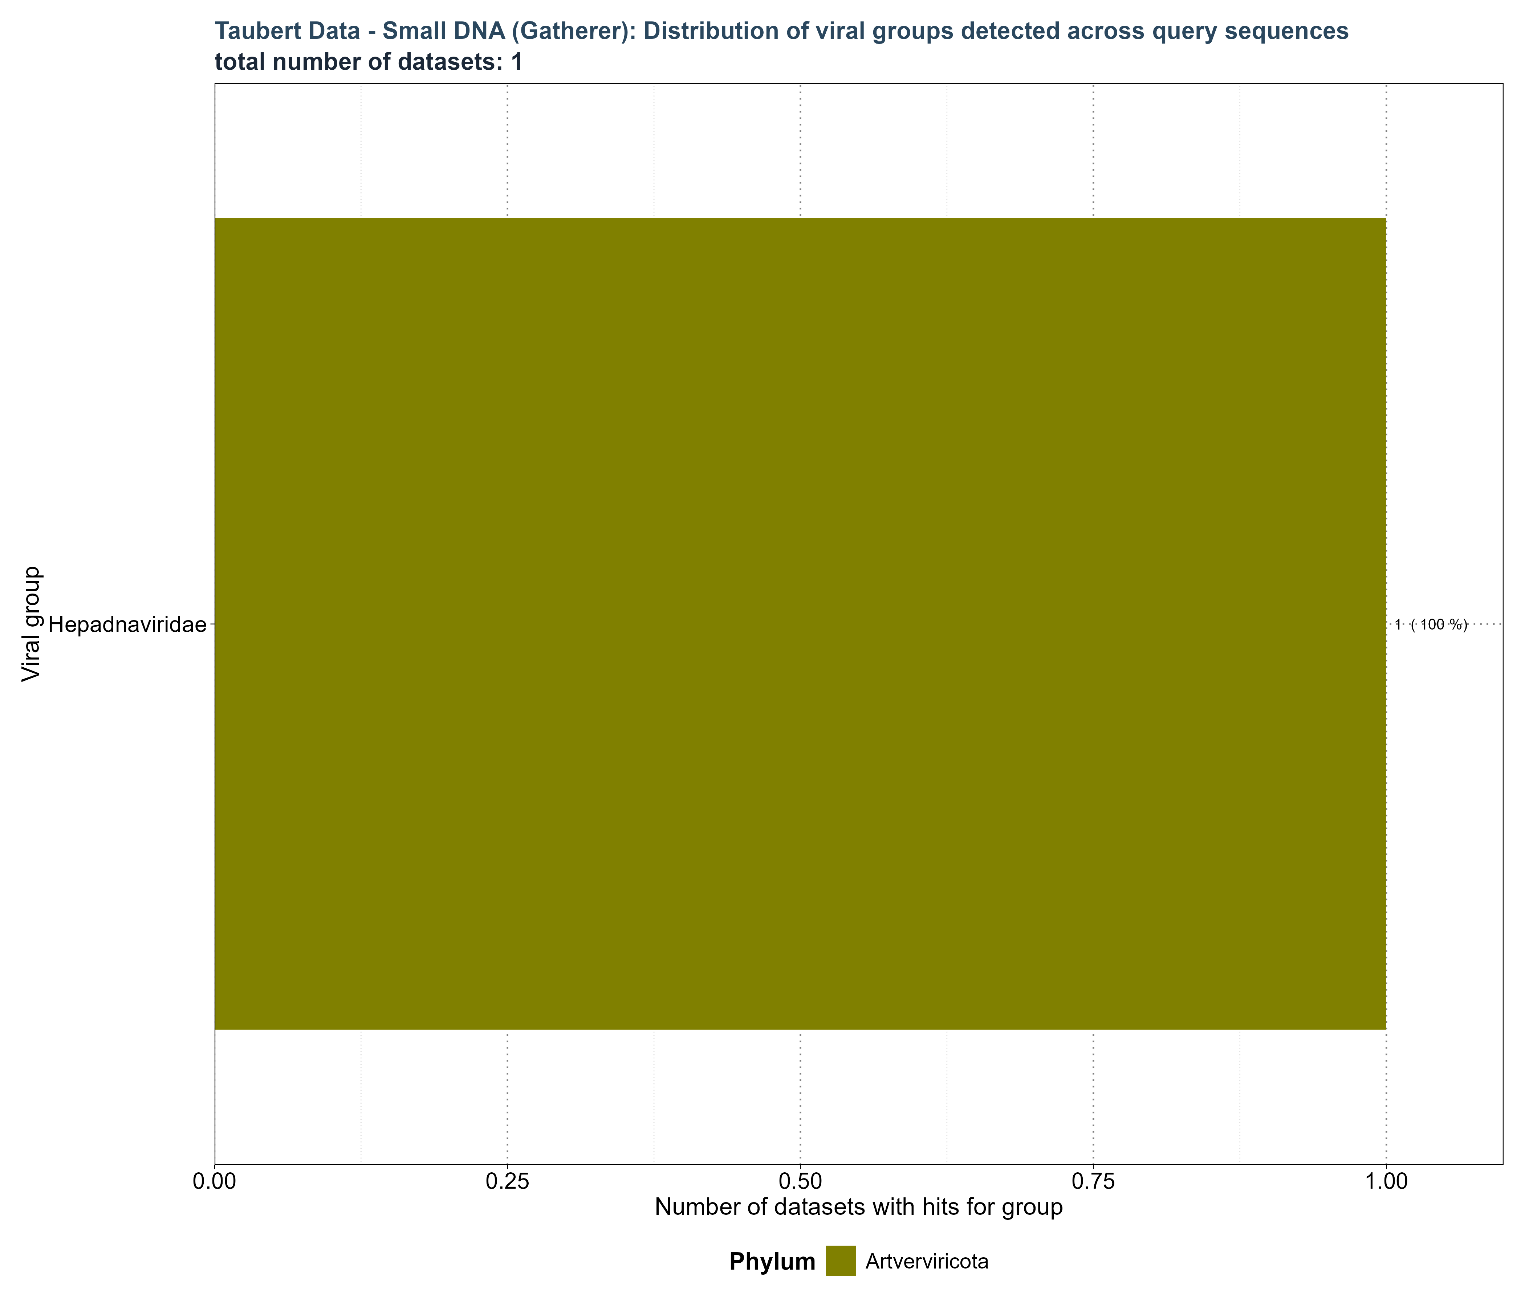 Taubert Data - Small DNA (Gatherer): Distribution of viral groups detected across query sequences
total number of datasets: 1
Viral group
Hepadnaviridae
1 ( 100 %)
0.00 0.25 0.50 0.75 1.00
Number of datasets with hits for group
Phylum Artverviricota